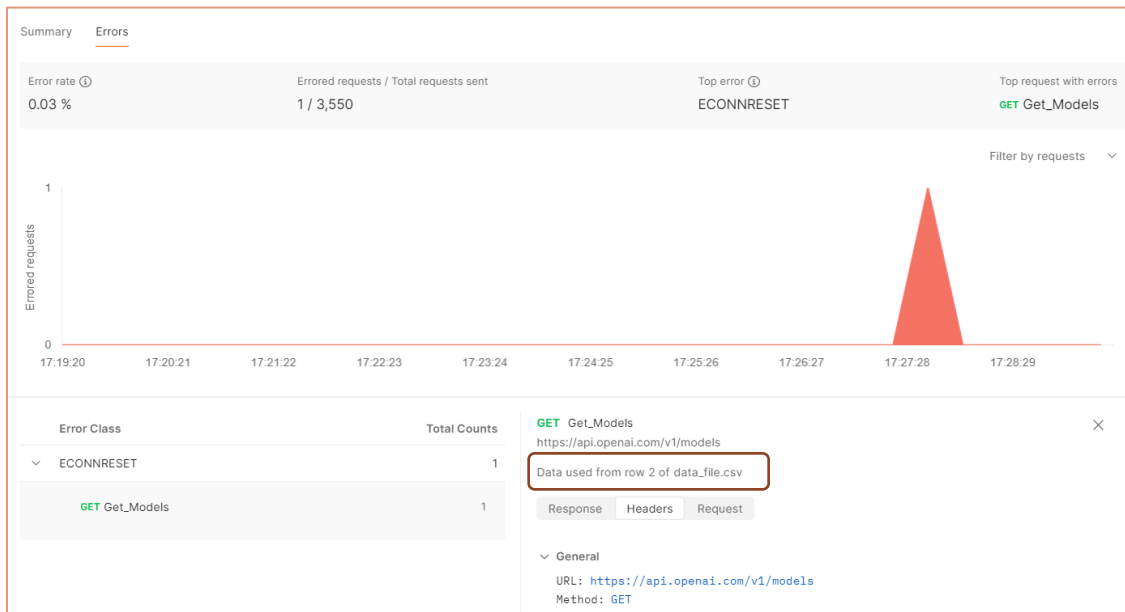 Summary Errors
Error rate Errored requests / Total requests sent Top error Top request with errors
0.03 % 1 / 3,550 ECONNRESET GET Get_Models
Filter by requests
1
Errored requests
0
17:19:20 17:20:21 17:21:22 17:22:23 17:23:24 17:24:25 17:25:26 17:26:27 17:27:28 17:28:29
Error Class Total Counts
ECONNRESET 1
GET Get_Models 1
GET Get_Models
https://api.openai.com/v1/models
Data used from row 2 of data_file.csv
Response Headers Request
General
URL: https://api.openai.com/v1/models
Method: GET